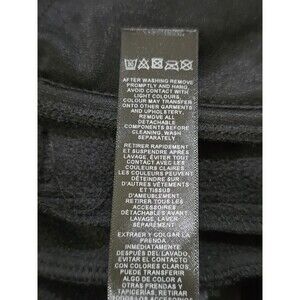 AFTER WASHING REMOVE
PROMPTLY AND HANG.
AVOID CONTACT WITH
LIGHT COLOURS.
COLOUR MAY TRANSFER
ONTO OTHER GARMENTS
AND UPHOLSTERY.
REMOVE ALL
DETACHABLE
COMPONENTS BEFORE
CLEANING, WASH
SEPARATELY
RETIRER RAPIDEMENT
ET SUSPENDRE APRÈS
LAVAGE. ÉVITER TOUT
CONTACT AVEC LES
COULEURS CLAIRES
LES COULEURS PEUVENT
DÉTEINDRE SUR
D'AUTRES VÊTEMENTS
ET TISSUS
D'AMEUBLEMENT.
RETIRER TOUS LES
ACCESSOIRES
DÉTACHABLES AVANT
LAVAGE, LAVER
SÉPARÉMENT
EXTRAER Y COLGAR LA
PRENDA
INMEDIATAMENTE
DESPUÉS DEL LAVADO.
EVITAR EL CONTACTO
CON COLORES CLAROS.
PUEDE TRANSFERIR
ALGO DE COLOR A
OTRAS PRENDAS Y
TAPICERÍAS. RETIRAR